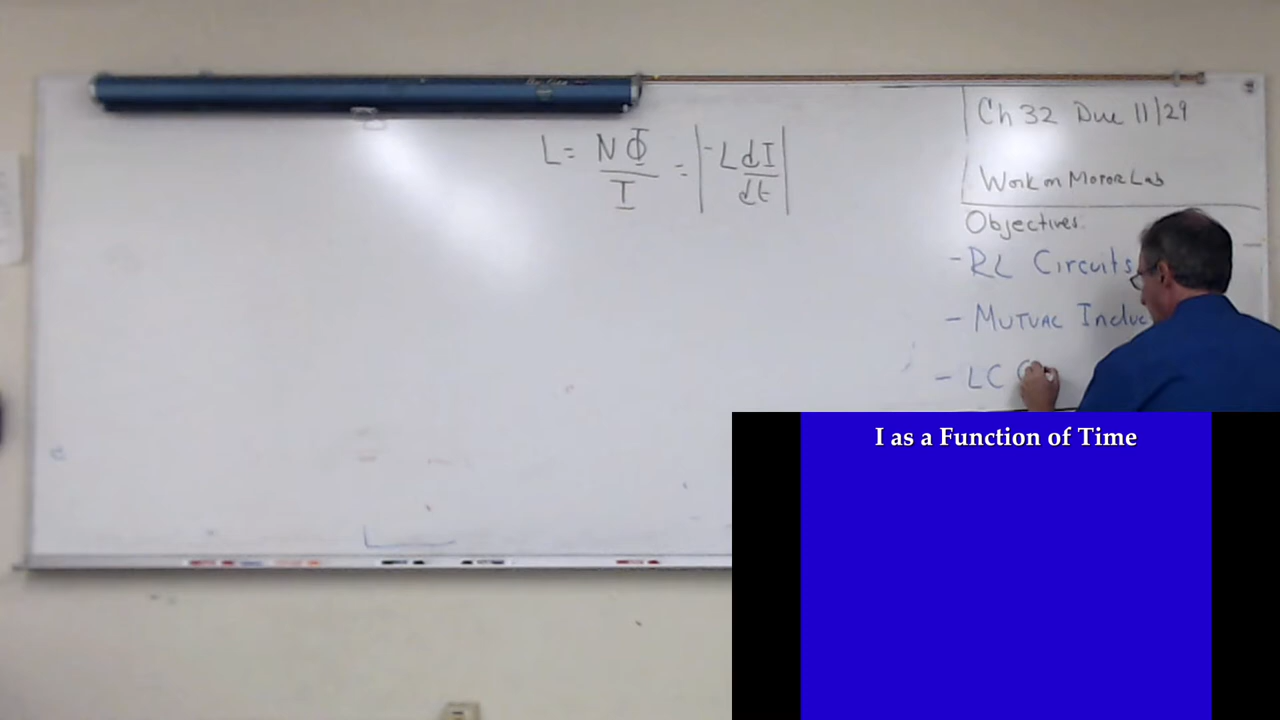 L = NΦ/I = |-L dI/dt|
Ch 32 Due 11/29
Work on Motor Lab
Objectives:
- RL Circuits
- Mutual Induc
- LC C
I as a Function of Time